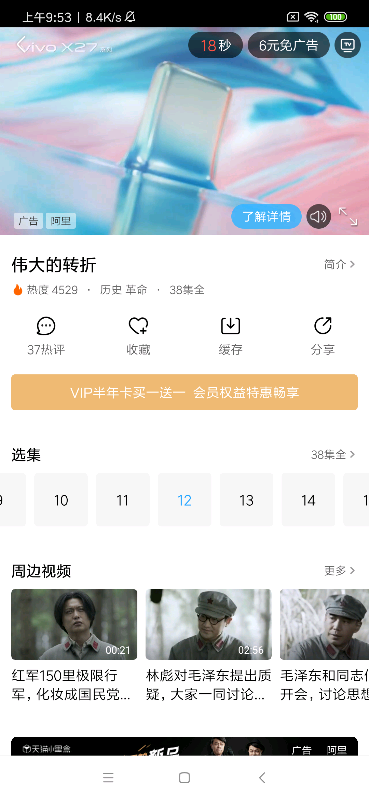 上午9:53 | 8.4K/s
100
vivo X27
18秒
6元免广告
TV
广告
阿里
了解详情
伟大的转折
简介 >
热度 4529 · 历史 革命 · 38集全
37热评
收藏
缓存
分享
VIP半年卡买一送一 会员权益特惠畅享
选集
38集全 >
9
10
11
12
13
14
1
周边视频
更多 >
00:21
02:56
红军150里极限行
军，化妆成国民党...
林彪对毛泽东提出质
疑，大家一同讨论...
毛泽东和同志们
开会，讨论思想
天猫小黑盒
新品
广告
阿里